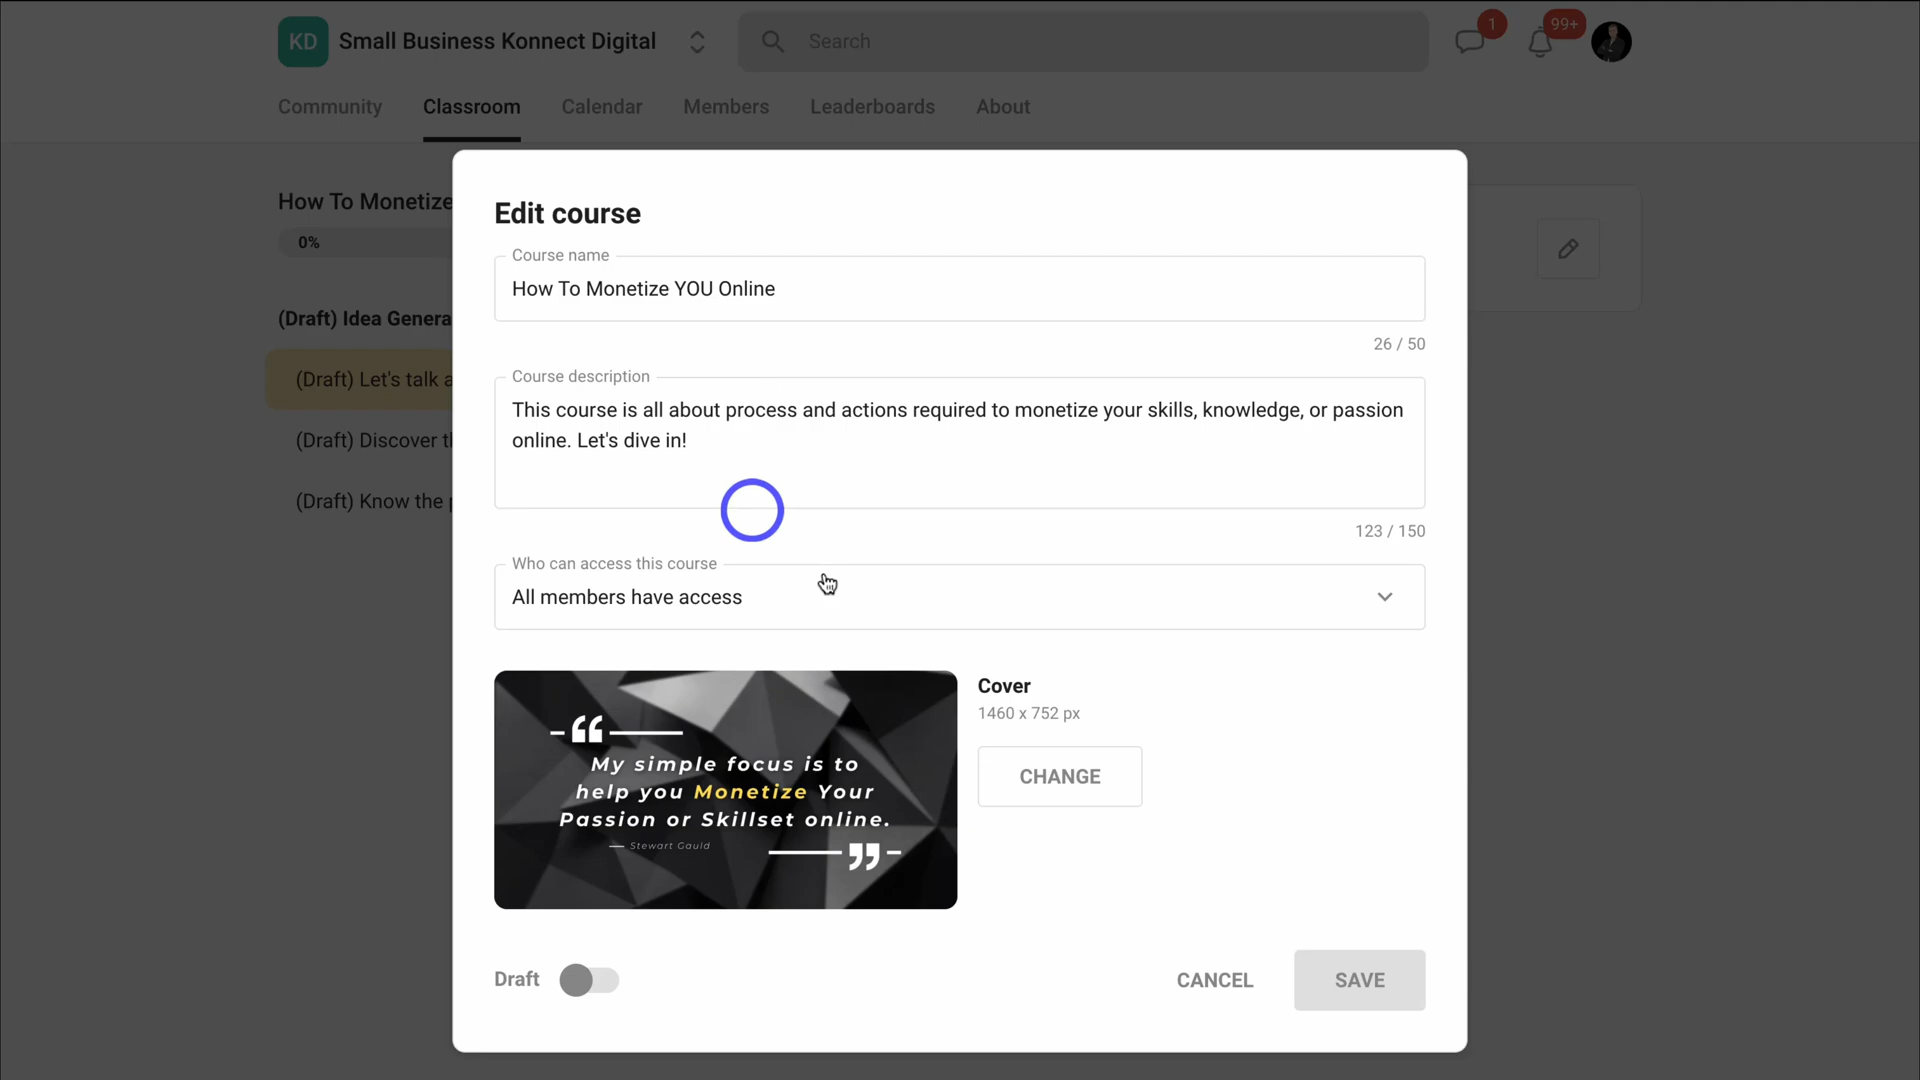 KD Small Business Konnect Digital
Search
1
99+
Community Classroom Calendar Members Leaderboards About
How To Monetize
0%
(Draft) Idea Genera
(Draft) Let's talk a
(Draft) Discover t
(Draft) Know the
Edit course
Course name
How To Monetize YOU Online
26 / 50
Course description
This course is all about process and actions required to monetize your skills, knowledge, or passion
online. Let's dive in!
123 / 150
Who can access this course
All members have access
“
My simple focus is to
help you Monetize Your
Passion or Skillset online.
— Stewart Gauld
”
Cover
1460 x 752 px
CHANGE
Draft
CANCEL
SAVE